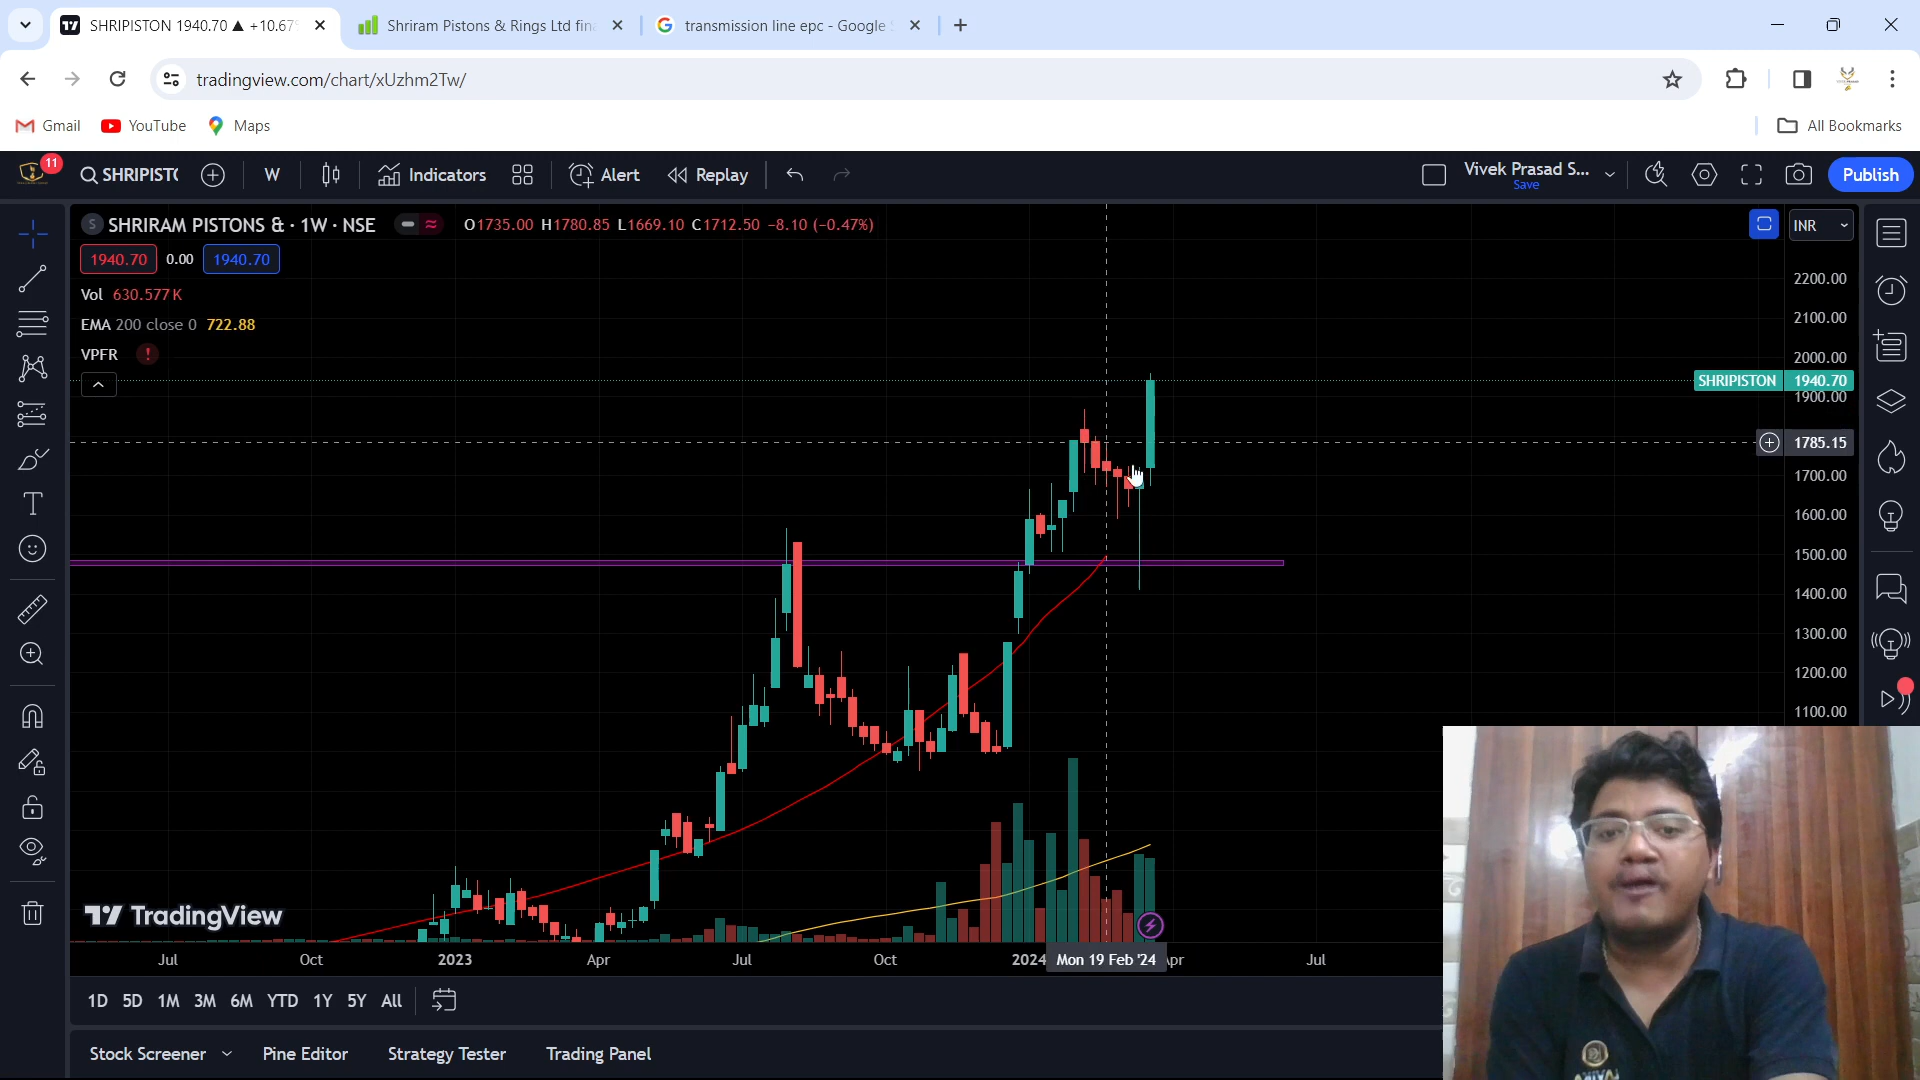 SHRIPISTON 1940.70 ▲ +10.67
Shriram Pistons & Rings Ltd fin
transmission line epc - Google
tradingview.com/chart/xUzhm2Tw/
Gmail
YouTube
Maps
All Bookmarks
11
SHRIPIST
W
Indicators
Alert
Replay
Vivek Prasad S...
Save
Publish
S
SHRIRAM PISTONS & · 1W · NSE
O1735.00 H1780.85 L1669.10 C1712.50 −8.10 (−0.47%)
INR
1940.70
0.00
1940.70
Vol 630.577K
EMA 200 close 0 722.88
VPFR !
2200.00
2100.00
2000.00
SHRIPISTON 1940.70
1900.00
1785.15
1700.00
1600.00
1500.00
1400.00
1300.00
1200.00
1100.00
TradingView
Jul
Oct
2023
Apr
Jul
Oct
2024
Mon 19 Feb '24
Apr
Jul
1D 5D 1M 3M 6M YTD 1Y 5Y All
Stock Screener
Pine Editor
Strategy Tester
Trading Panel